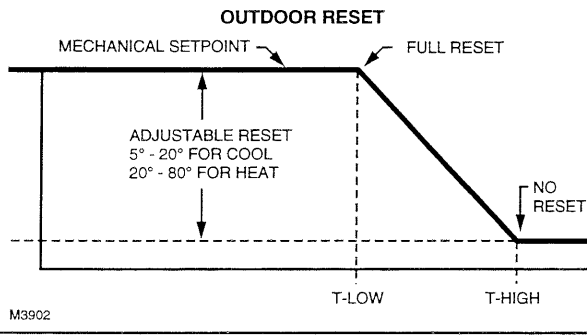 OUTDOOR RESET
MECHANICAL SETPOINT
FULL RESET
ADJUSTABLE RESET
5° - 20° FOR COOL
20° - 80° FOR HEAT
NO
RESET
T-LOW
T-HIGH
M3902